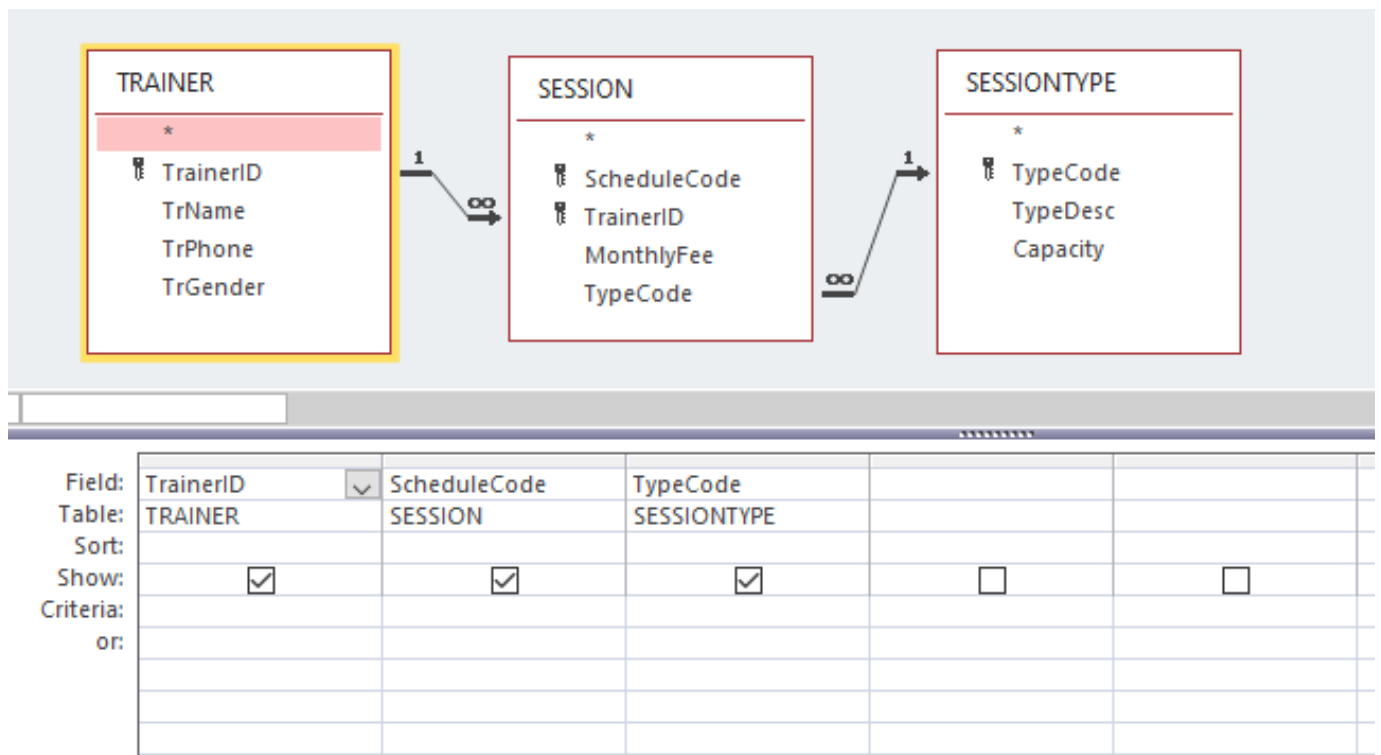 TRAINER
*
TrainerID
TrName
TrPhone
TrGender
1
∞
SESSION
*
ScheduleCode
TrainerID
MonthlyFee
TypeCode
∞
1
SESSIONTYPE
*
TypeCode
TypeDesc
Capacity
Field: TrainerID ScheduleCode TypeCode
Table: TRAINER SESSION SESSIONTYPE
Sort:
Show:
Criteria:
or: